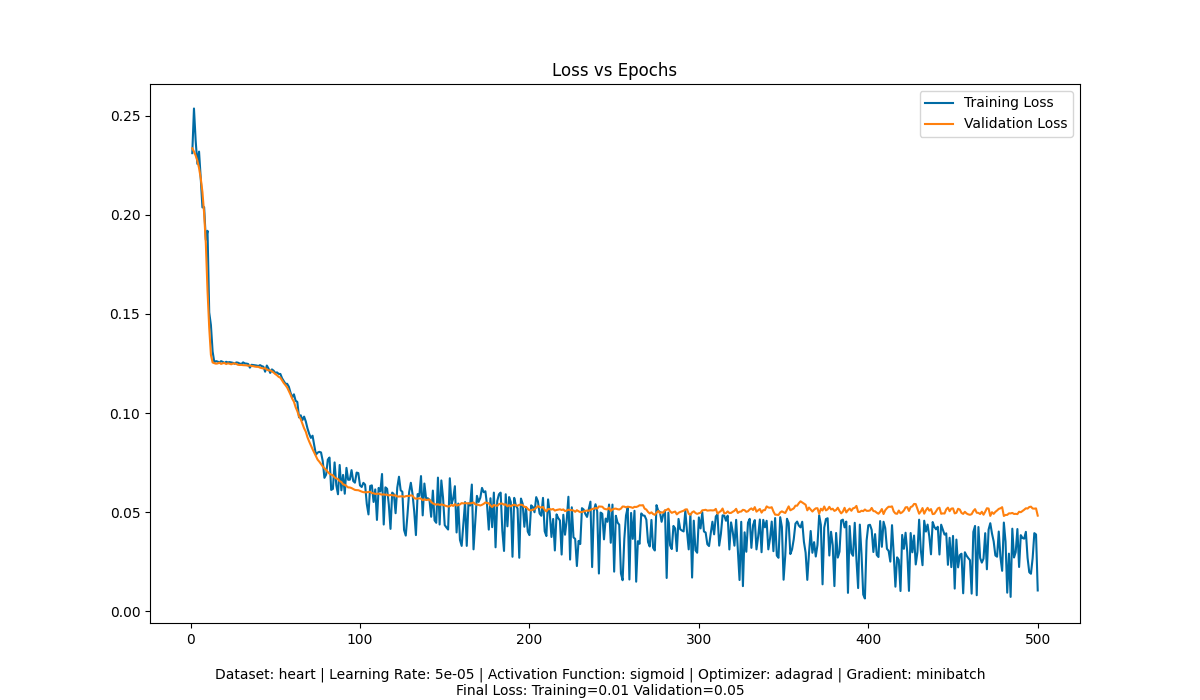 Loss vs Epochs
Training Loss
Validation Loss
0.25
0.20
0.15
0.10
0.05
0.00
0 100 200 300 400 500
Dataset: heart | Learning Rate: 5e-05 | Activation Function: sigmoid | Optimizer: adagrad | Gradient: minibatch
Final Loss: Training=0.01 Validation=0.05